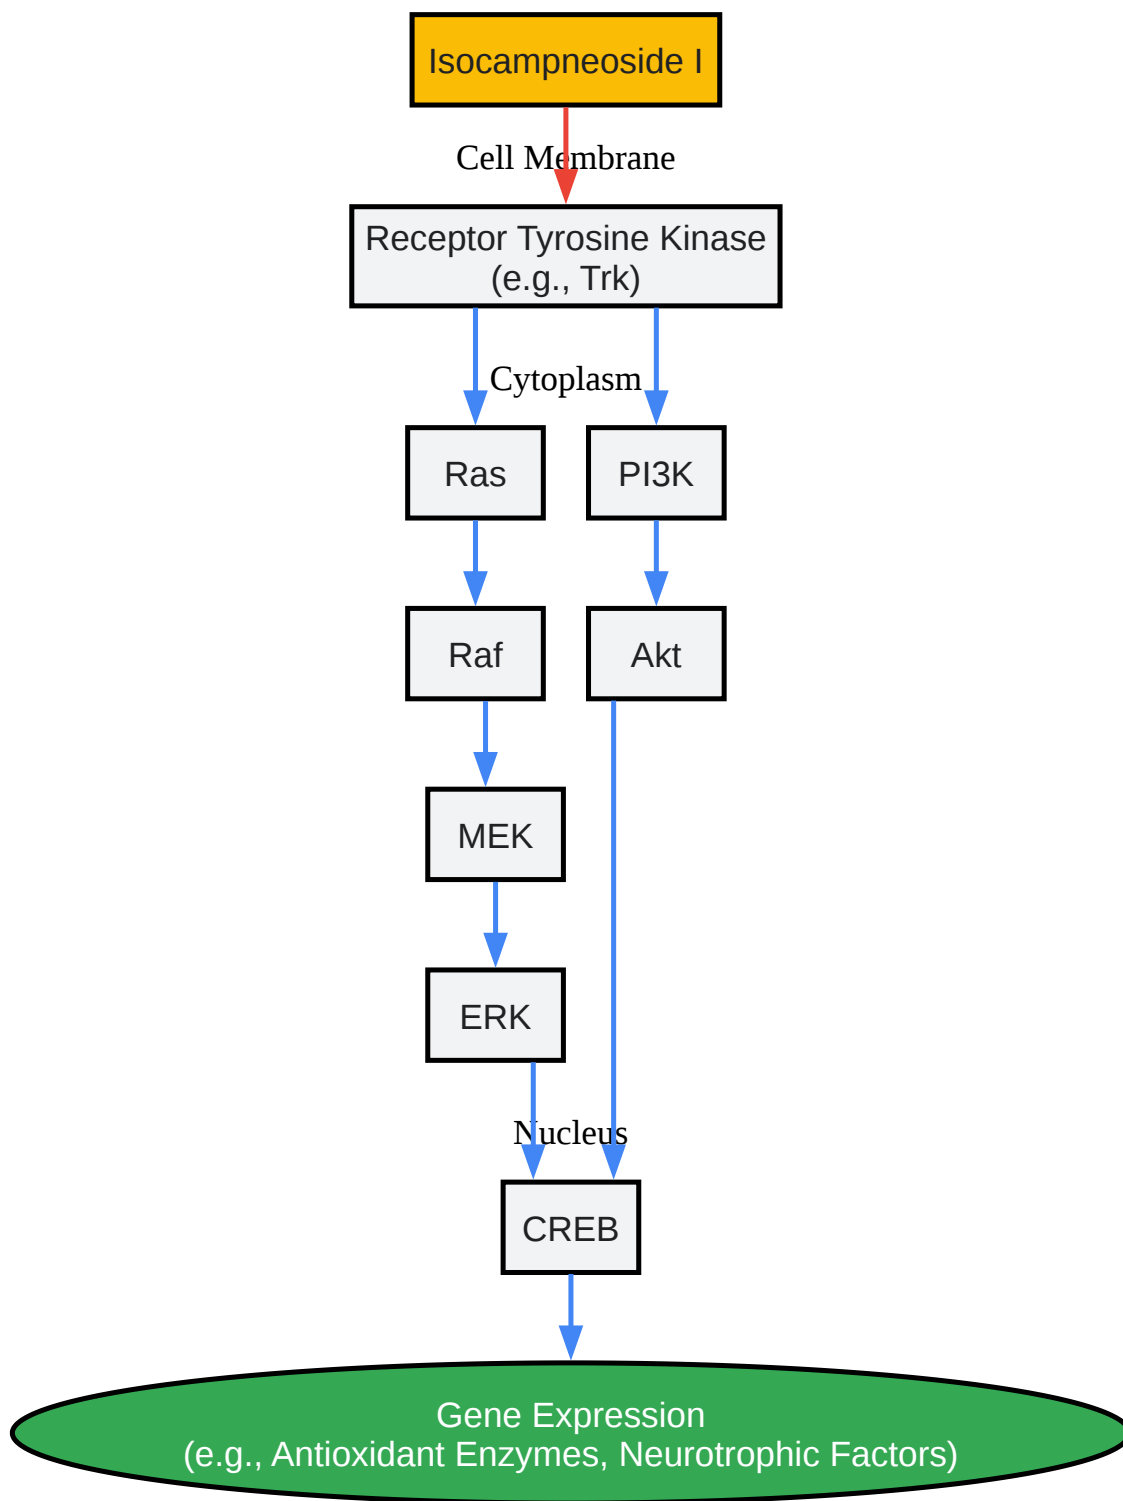 Isocampneoside I
Cell Membrane
Receptor Tyrosine Kinase
(e.g., Trk)
Cytoplasm
Ras
PI3K
Raf
Akt
MEK
ERK
Nucleus
CREB
Gene Expression
(e.g., Antioxidant Enzymes, Neurotrophic Factors)